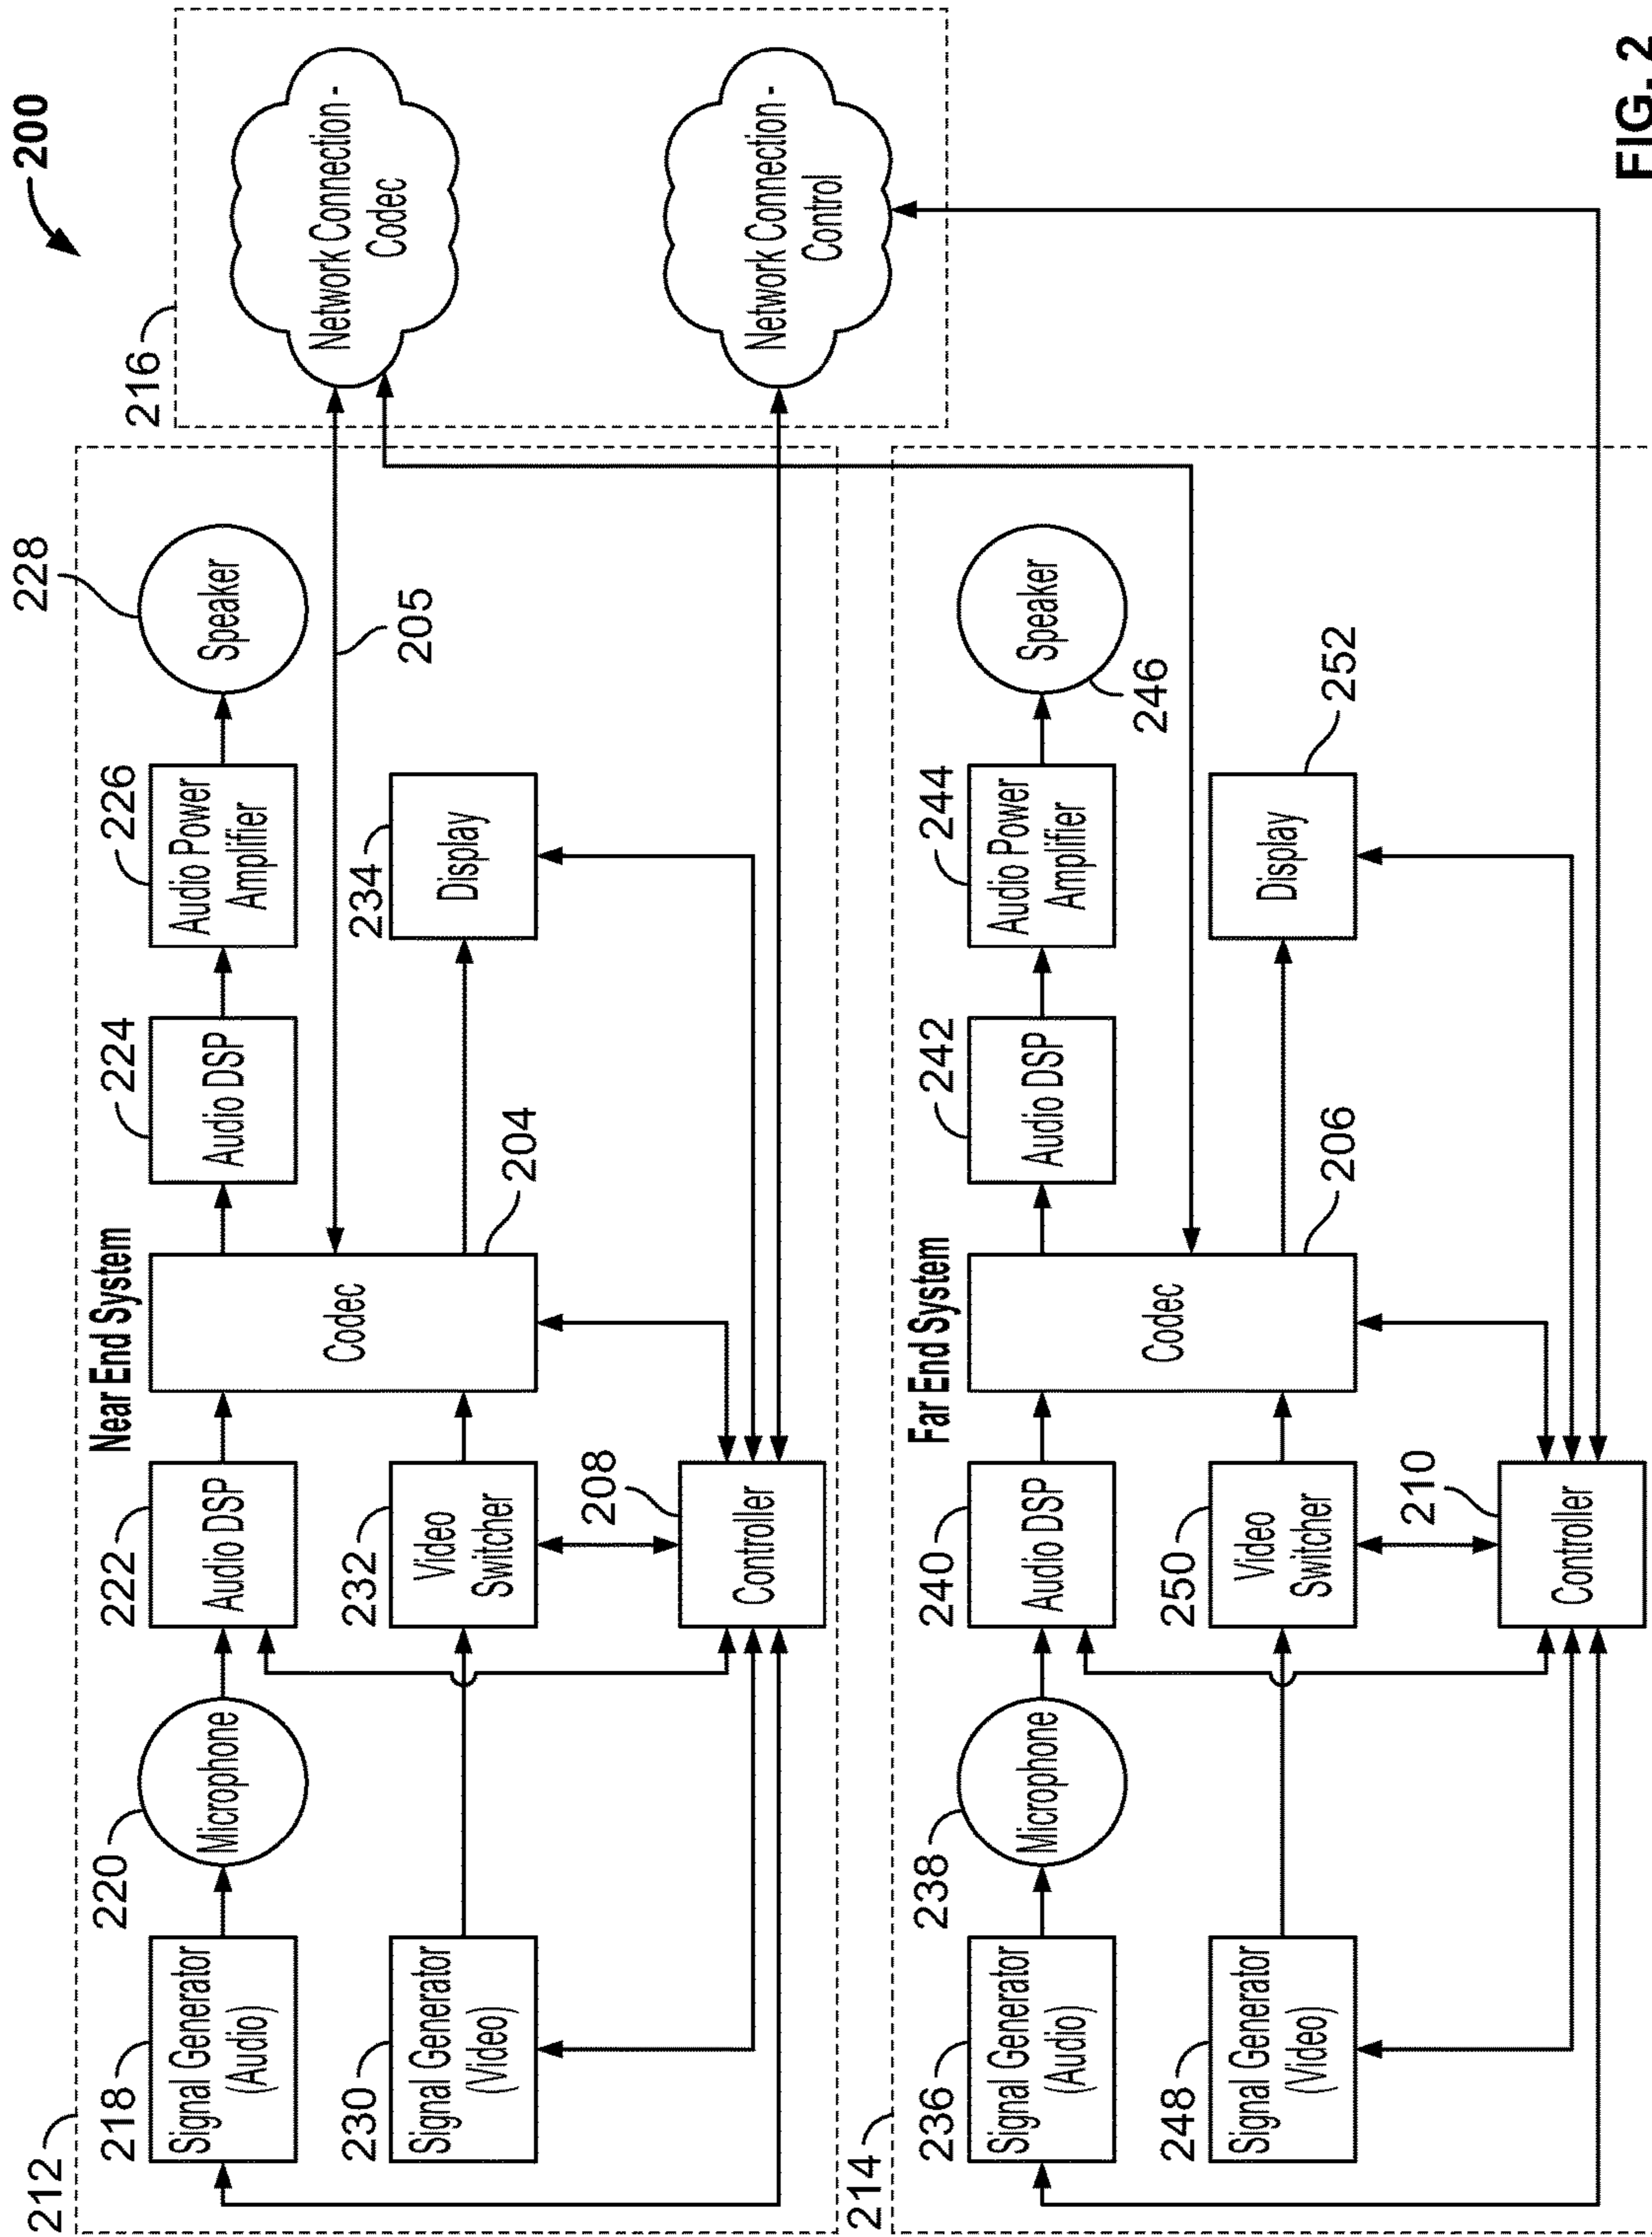 200
216
Network Connection -
Codec
Network Connection -
Control
212
Near End System
218
Signal Generator
(Audio)
220
Microphone
222
Audio DSP
Codec
204
224
Audio DSP
226
Audio Power
Amplifier
228
Speaker
205
230
Signal Generator
(Video)
232
Video
Switcher
234
Display
208
Controller
214
Far End System
236
Signal Generator
(Audio)
238
Microphone
240
Audio DSP
Codec
206
242
Audio DSP
244
Audio Power
Amplifier
Speaker
246
248
Signal Generator
(Video)
250
Video
Switcher
252
Display
210
Controller
FIG. 2